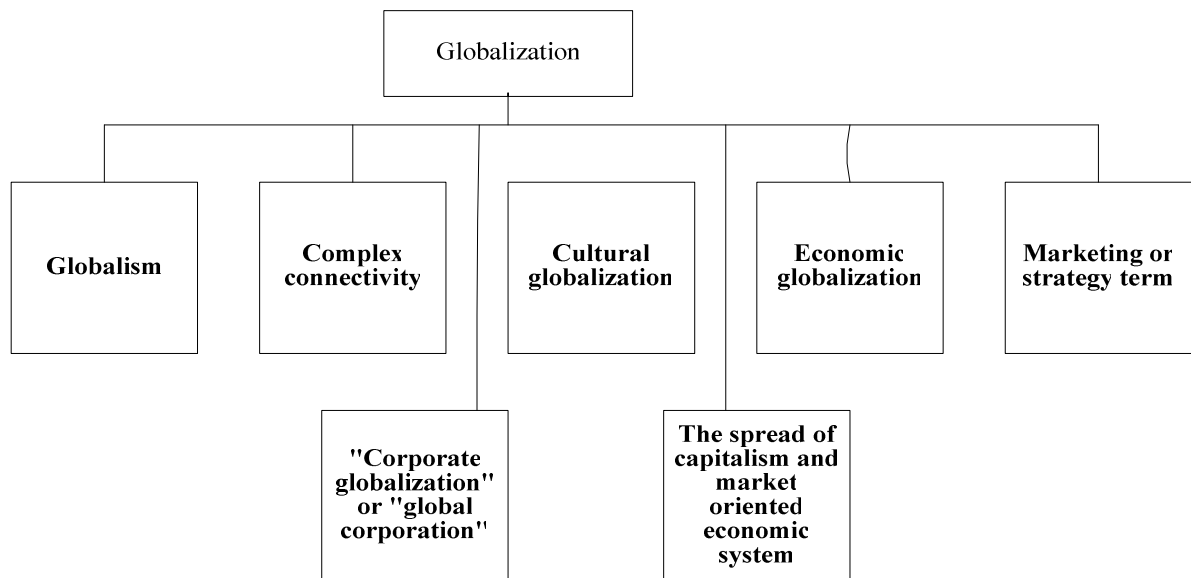 Globalization
Globalism
Complex
connectivity
Cultural
globalization
Economic
globalization
Marketing or
strategy term
"Corporate
globalization"
or "global
corporation"
The spread of
capitalism and
market
oriented
economic
system